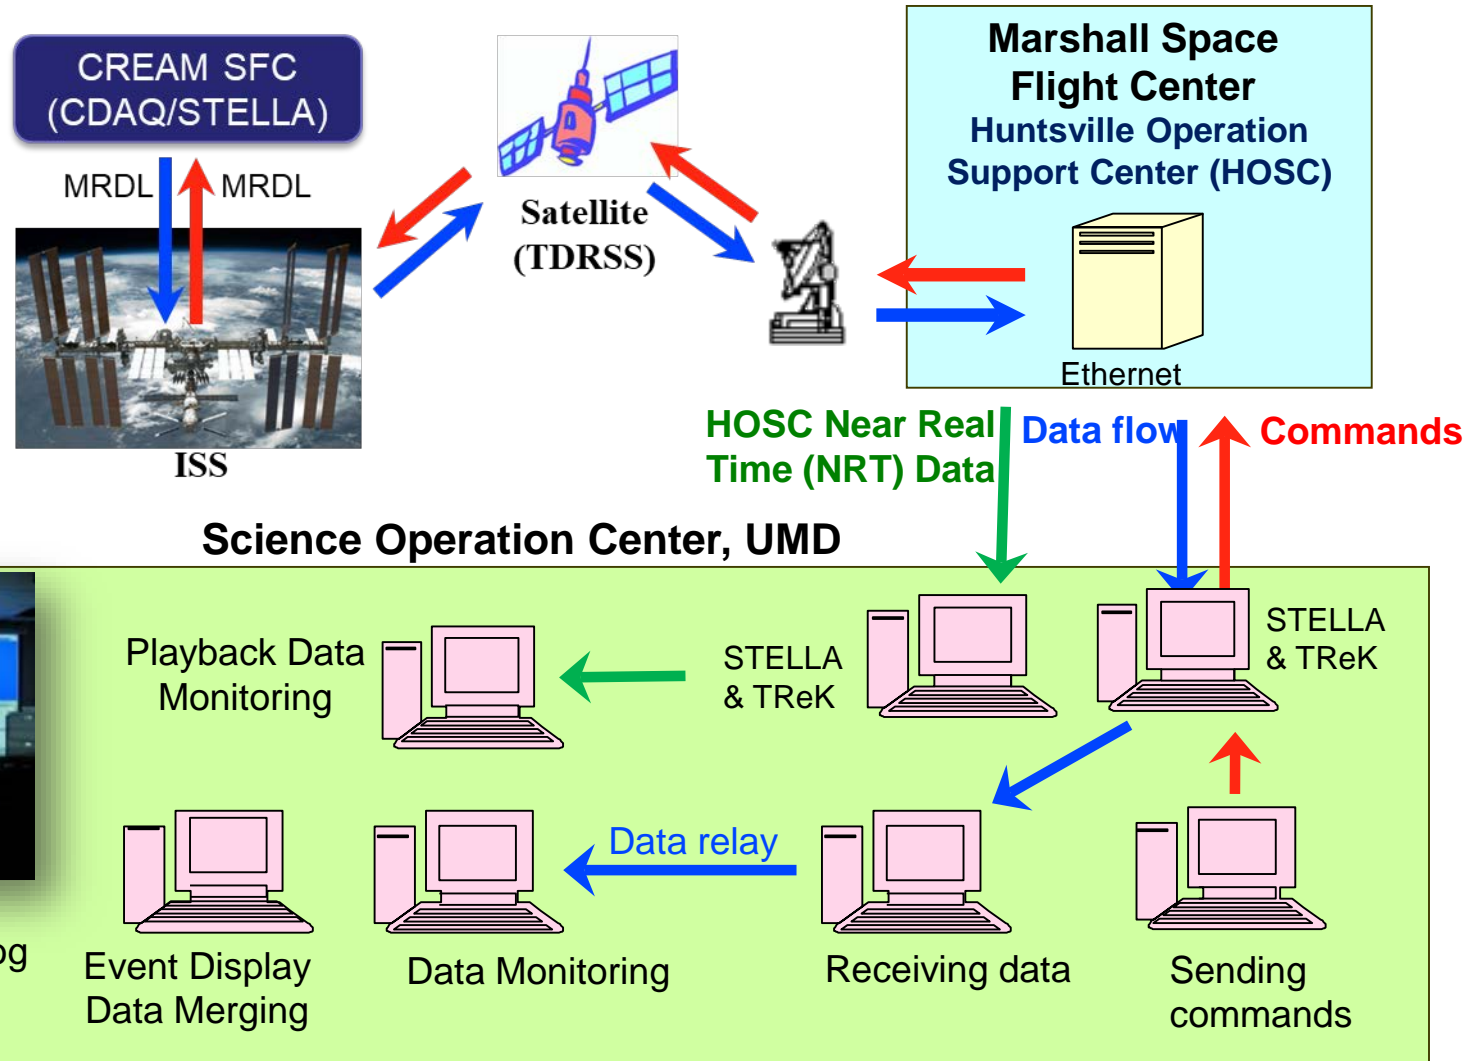 CREAM SFC
(CDAQ/STELLA)
MRDL
MRDL
ISS
Satellite
(TDRSS)
Marshall Space
Flight Center
Huntsville Operation
Support Center (HOSC)
Ethernet
HOSC Near Real
Time (NRT) Data
Data flow
Commands
Science Operation Center, UMD
Playback Data
Monitoring
STELLA
& TReK
STELLA
& TReK
Data relay
Event Display
Data Merging
Data Monitoring
Receiving data
Sending
commands